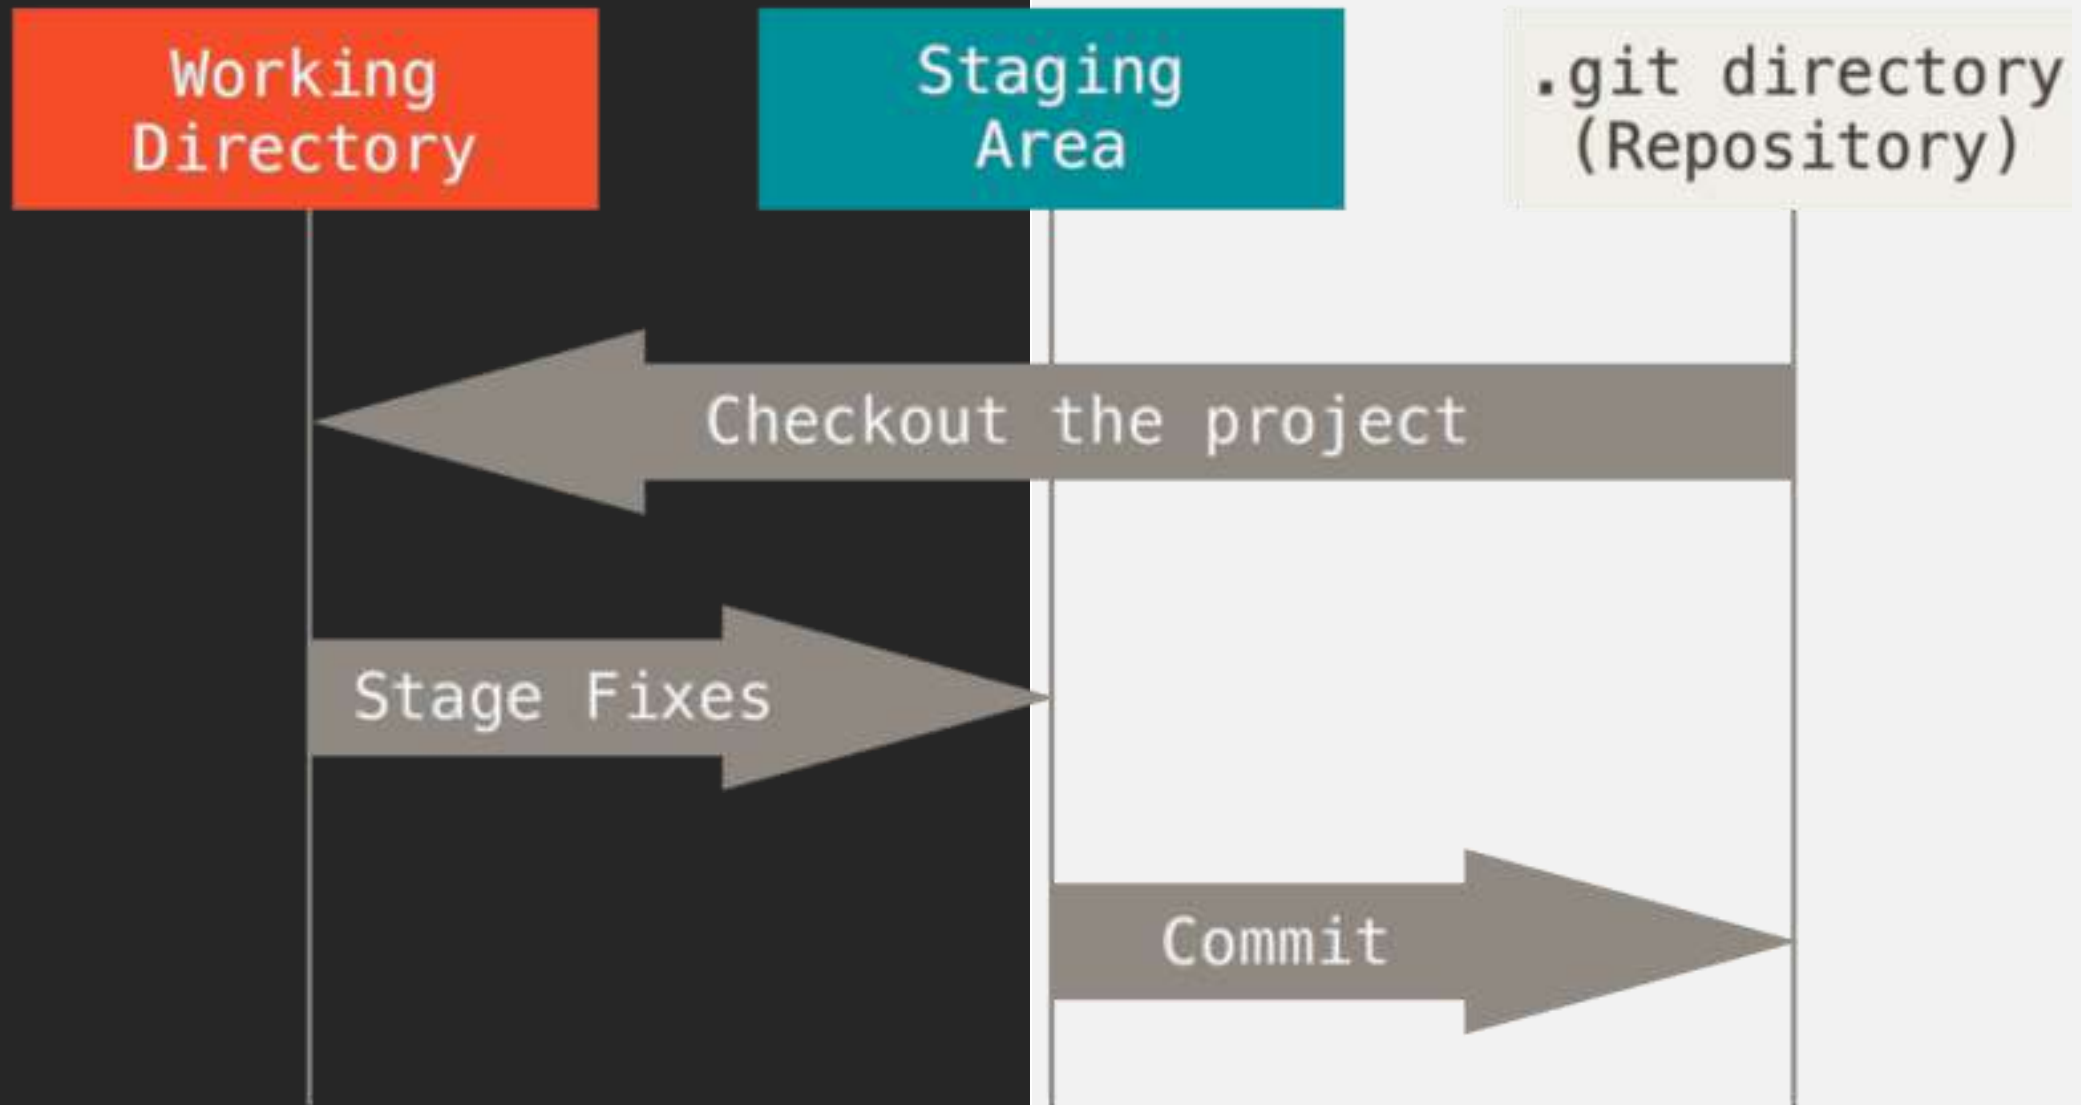 Working
Directory
Staging
Area
.git directory
(Repository)
Checkout the project
Stage Fixes
Commit